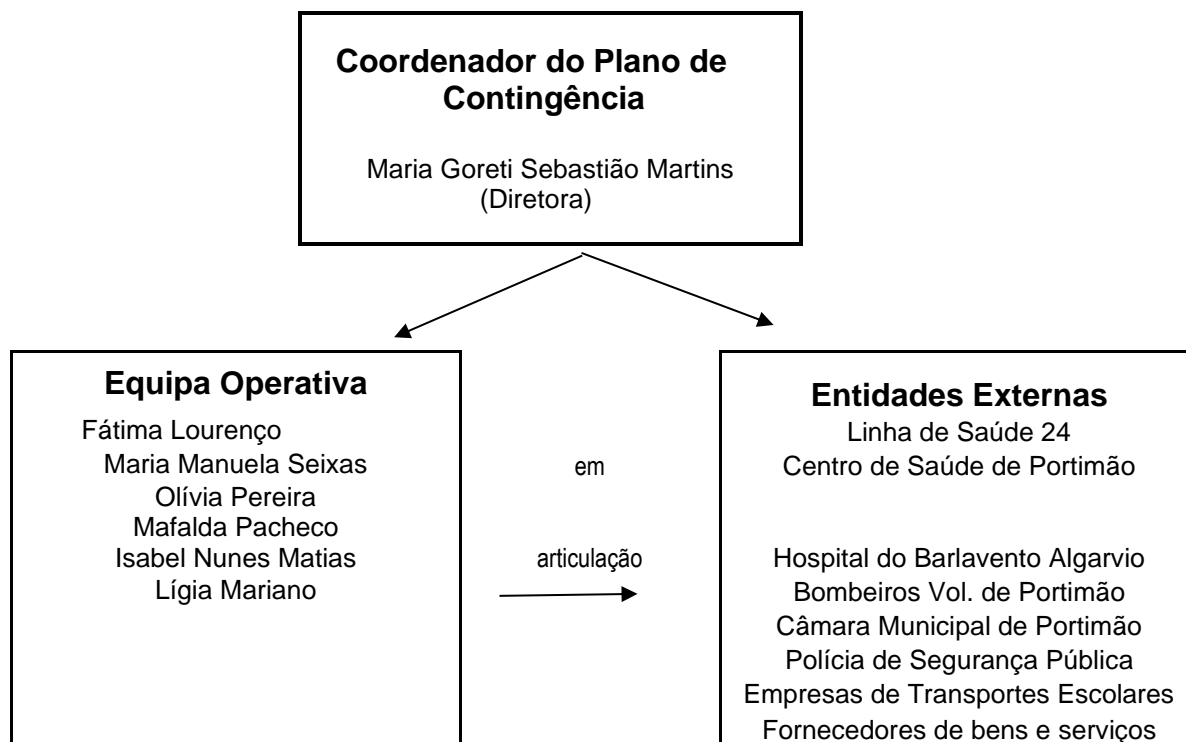 Coordenador do Plano de
Contingência
Maria Goreti Sebastião Martins
(Diretora)
Equipa Operativa
Fátima Lourenço
Maria Manuela Seixas
Olívia Pereira
Mafalda Pacheco
Isabel Nunes Matias
Lígia Mariano
em
articulação
Entidades Externas
Linha de Saúde 24
Centro de Saúde de Portimão
Hospital do Barlavento Algarvio
Bombeiros Vol. de Portimão
Câmara Municipal de Portimão
Polícia de Segurança Pública
Empresas de Transportes Escolares
Fornecedores de bens e serviços